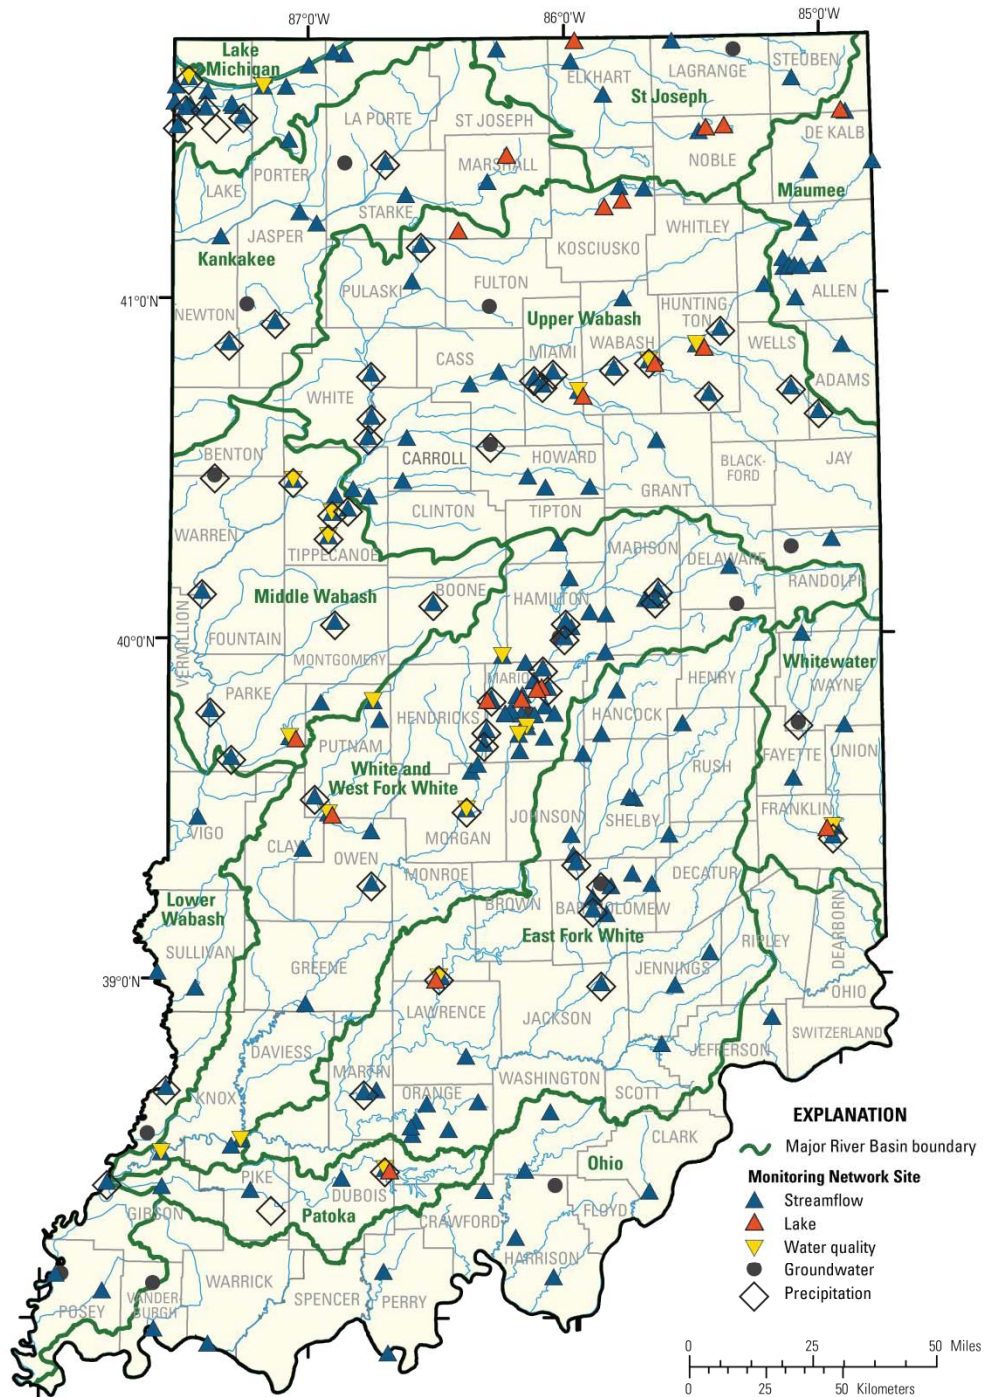 87°0'W
86°0'W
85°0'W
Lake
Michigan
STEUBEN
LAGRANGE
ELKHART
St Joseph
LA PORTE
ST JOSEPH
DE KALB
MARSHALL
NOBLE
PORTER
LAKE
Maumee
STARKE
WHITLEY
JASPER
KOSCIUSKO
Kankakee
FULTON
PULASKI
ALLEN
41°0'N
HUNTING-
TON
NEWTON
Upper Wabash
WABASH
WELLS
MIAMI
CASS
ADAMS
WHITE
BENTON
CARROLL
HOWARD
JAY
BLACK-
FORD
GRANT
CLINTON
TIPTON
WARREN
TIPPECANOE
MADISON
DELAWARE
RANDOLPH
BOONE
HAMILTON
Middle Wabash
VERMILLION
FOUNTAIN
40°0'N
MONTGOMERY
Whitewater
WAYNE
MARION
HENRY
PARKE
HENDRICKS
HANCOCK
PUTNAM
FAYETTE
UNION
White and
West Fork White
RUSH
FRANKLIN
JOHNSON
SHELBY
VIGO
MORGAN
CLAY
OWEN
MONROE
DECATUR
Lower
Wabash
BROWN
BARTHOLOMEW
DEARBORN
East Fork White
RIPLEY
SULLIVAN
GREENE
JENNINGS
39°0'N
OHIO
LAWRENCE
JACKSON
SWITZERLAND
DAVIESS
JEFFERSON
MARTIN
WASHINGTON
ORANGE
SCOTT
KNOX
EXPLANATION
CLARK
Major River Basin boundary
Ohio
Monitoring Network Site
PIKE
DUBOIS
Streamflow
FLOYD
GIBSON
Patoka
CRAWFORD
Lake
Water quality
HARRISON
Groundwater
WARRICK
Precipitation
VANDER-
BURGH
SPENCER
PERRY
POSEY
0 25 50 Miles
0 25 50 Kilometers